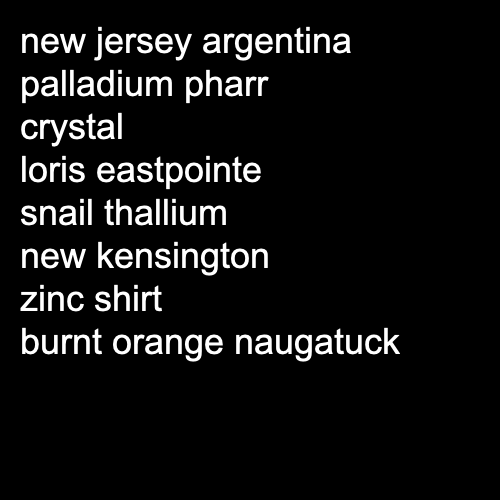 new jersey argentina
palladium pharr
crystal
loris eastpointe
snail thallium
new kensington
zinc shirt
burnt orange naugatuck